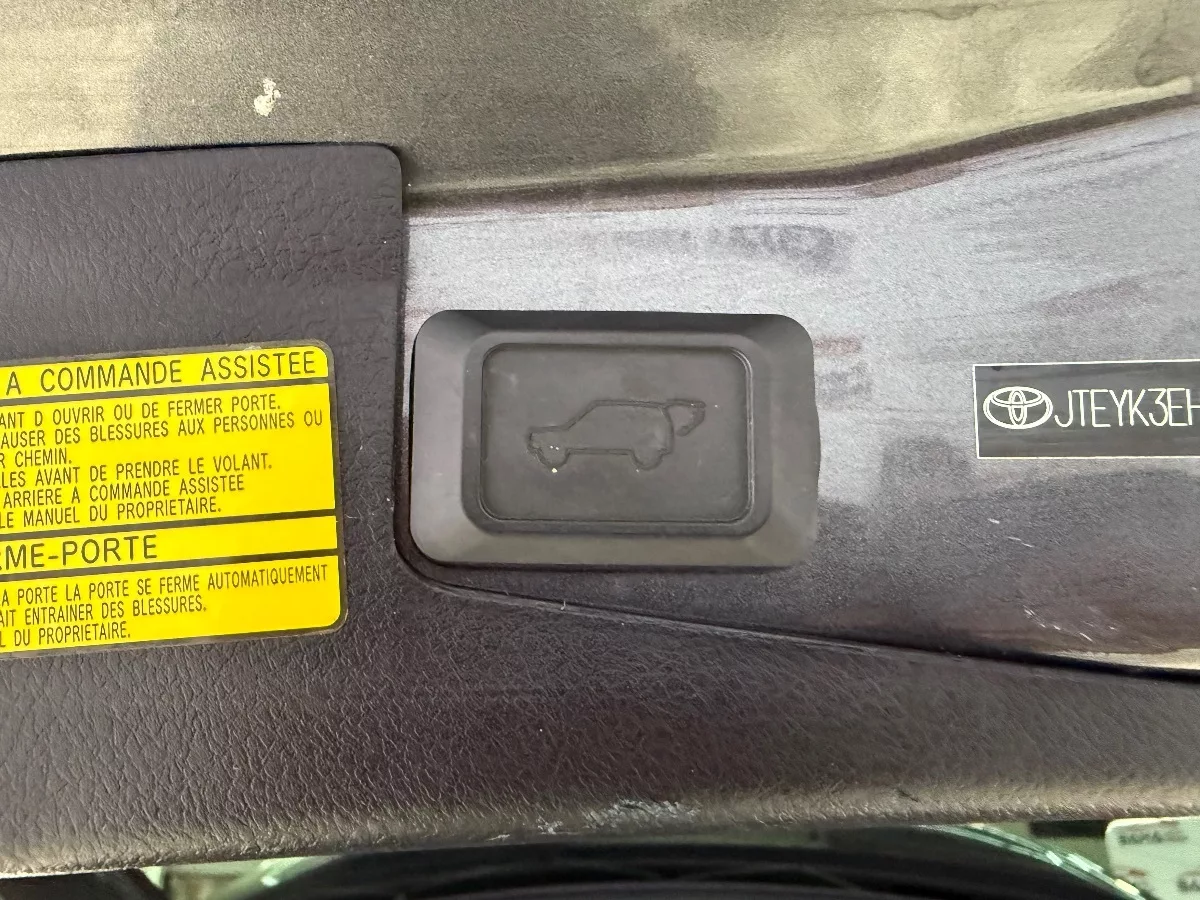 A COMMANDE ASSISTEE
ANT D OUVRIR OU DE FERMER PORTE.
AUSER DES BLESSURES AUX PERSONNES OU
R CHEMIN.
LES AVANT DE PRENDRE LE VOLANT.
ARRIERE A COMMANDE ASSISTEE
LE MANUEL DU PROPRIETAIRE.
RME-PORTE
A PORTE LA PORTE SE FERME AUTOMATIQUEMENT
AIT ENTRAINER DES BLESSURES.
L DU PROPRIETAIRE.
JTEYK3EH